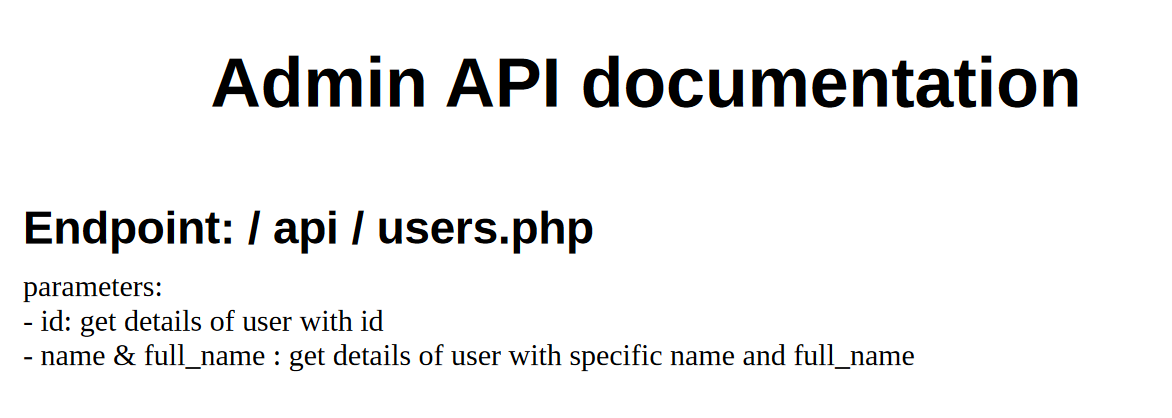 Admin API documentation
Endpoint: / api / users.php
parameters:
- id: get details of user with id
- name & full_name : get details of user with specific name and full_name